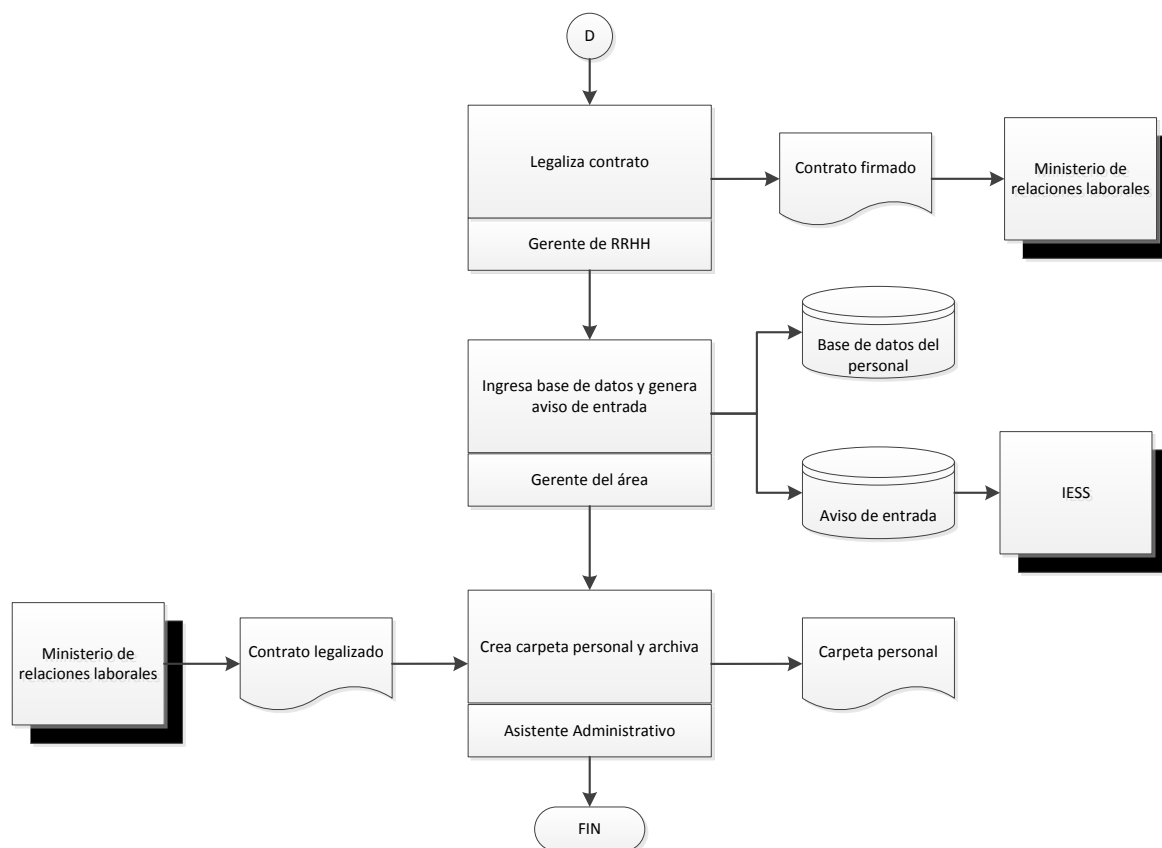 D
Legaliza contrato
Gerente de RRHH
Contrato firmado
Ministerio de
relaciones laborales
Ingresa base de datos y genera
aviso de entrada
Gerente del área
Base de datos del
personal
Aviso de entrada
IESS
Ministerio de
relaciones laborales
Contrato legalizado
Crea carpeta personal y archiva
Asistente Administrativo
Carpeta personal
FIN